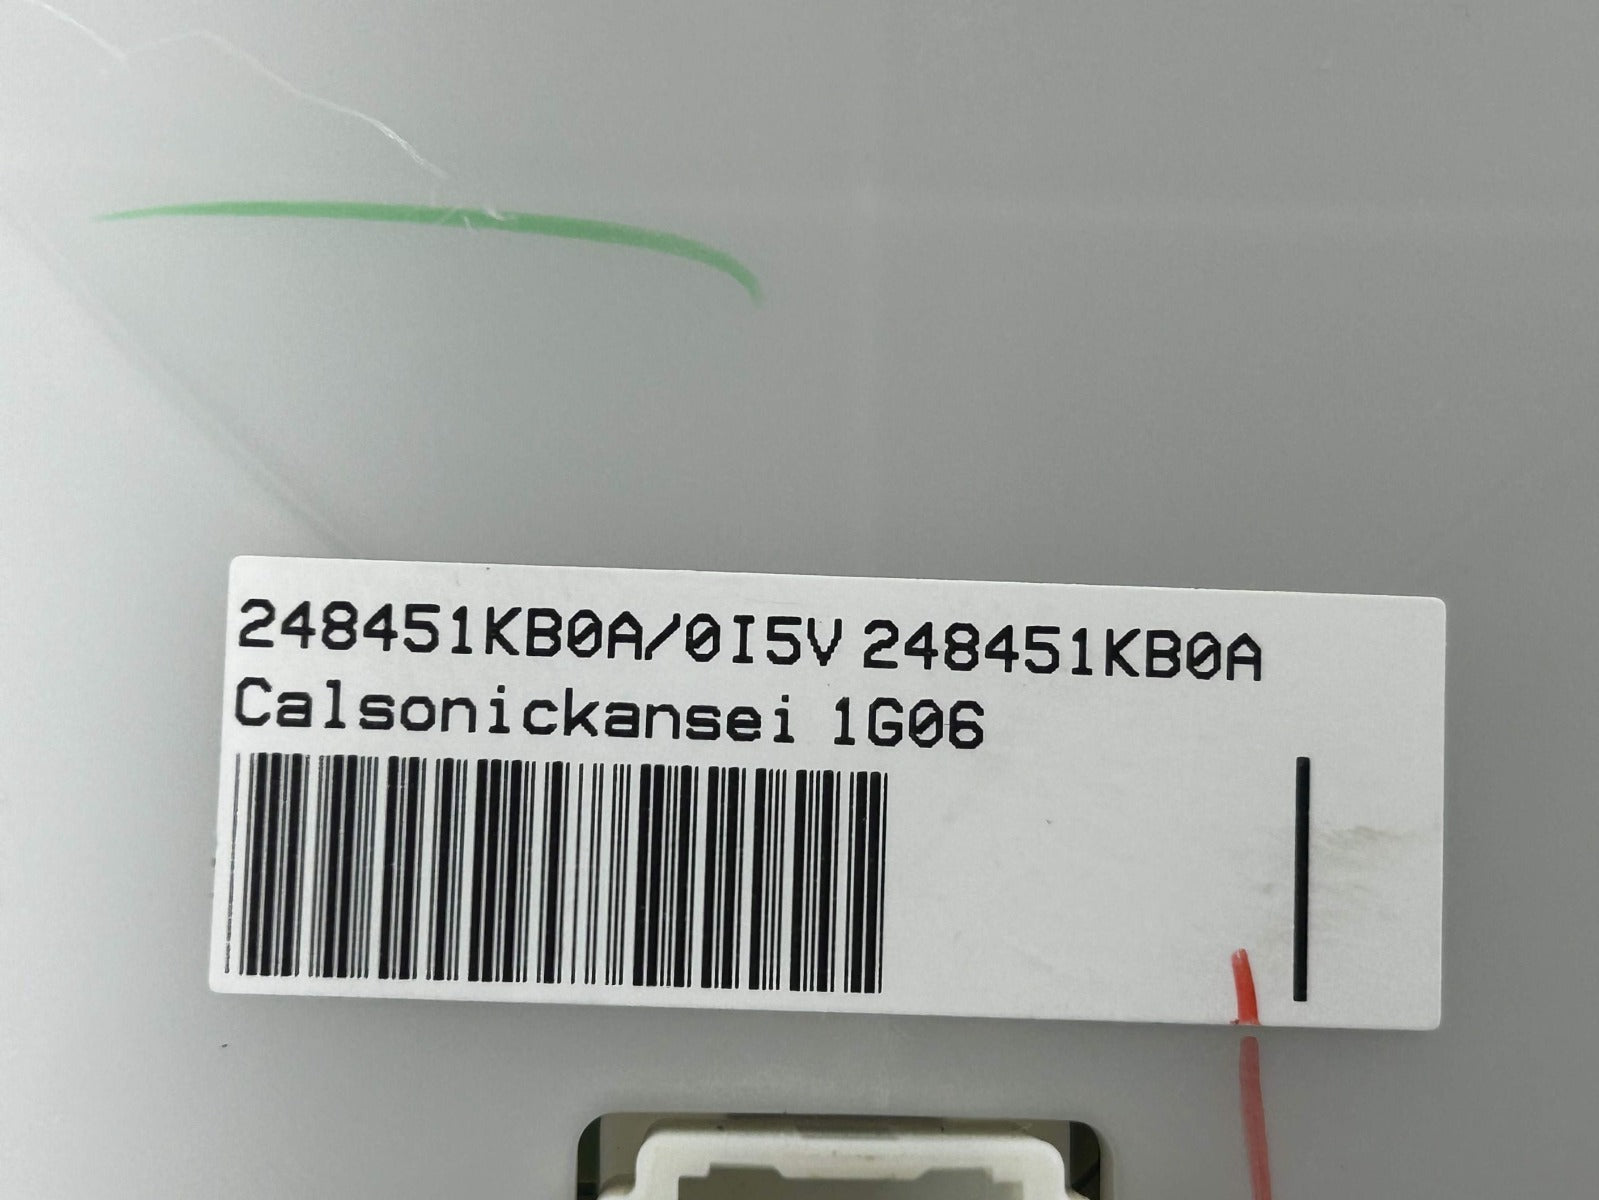 248451KB0A/0I5V 248451KB0A
Calsonickansei 1G06